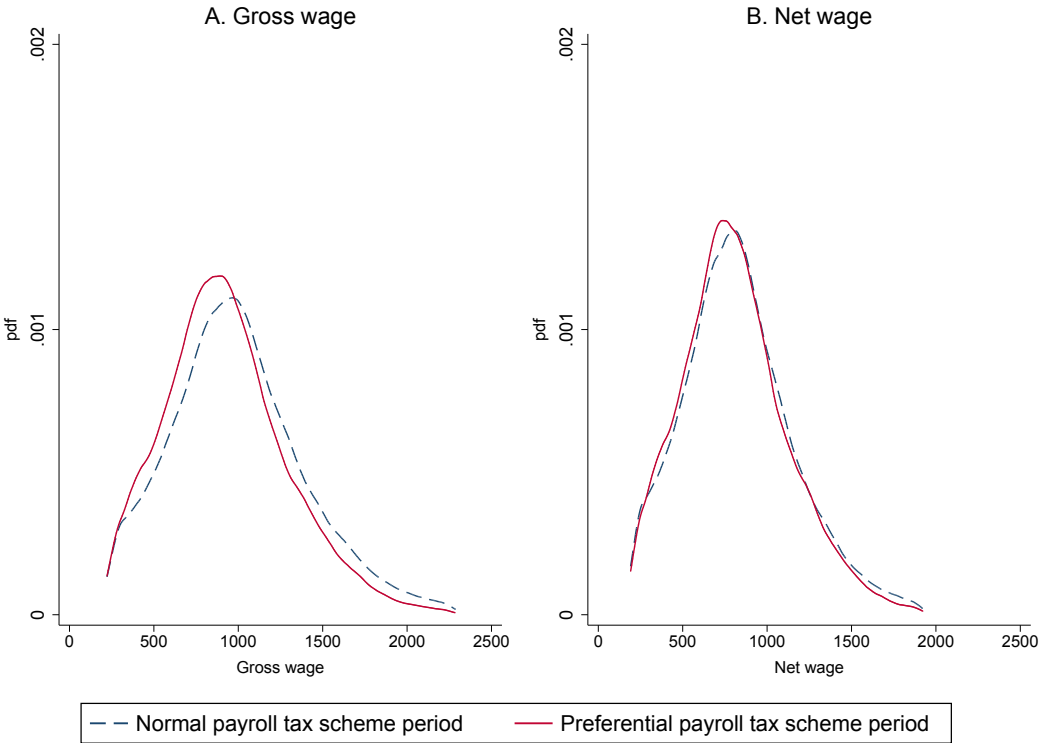 A. Gross wage
.002
.001
0
pdf
0 500 1000 1500 2000 2500
Gross wage
B. Net wage
.002
.001
0
pdf
0 500 1000 1500 2000 2500
Net wage
Normal payroll tax scheme period
Preferential payroll tax scheme period